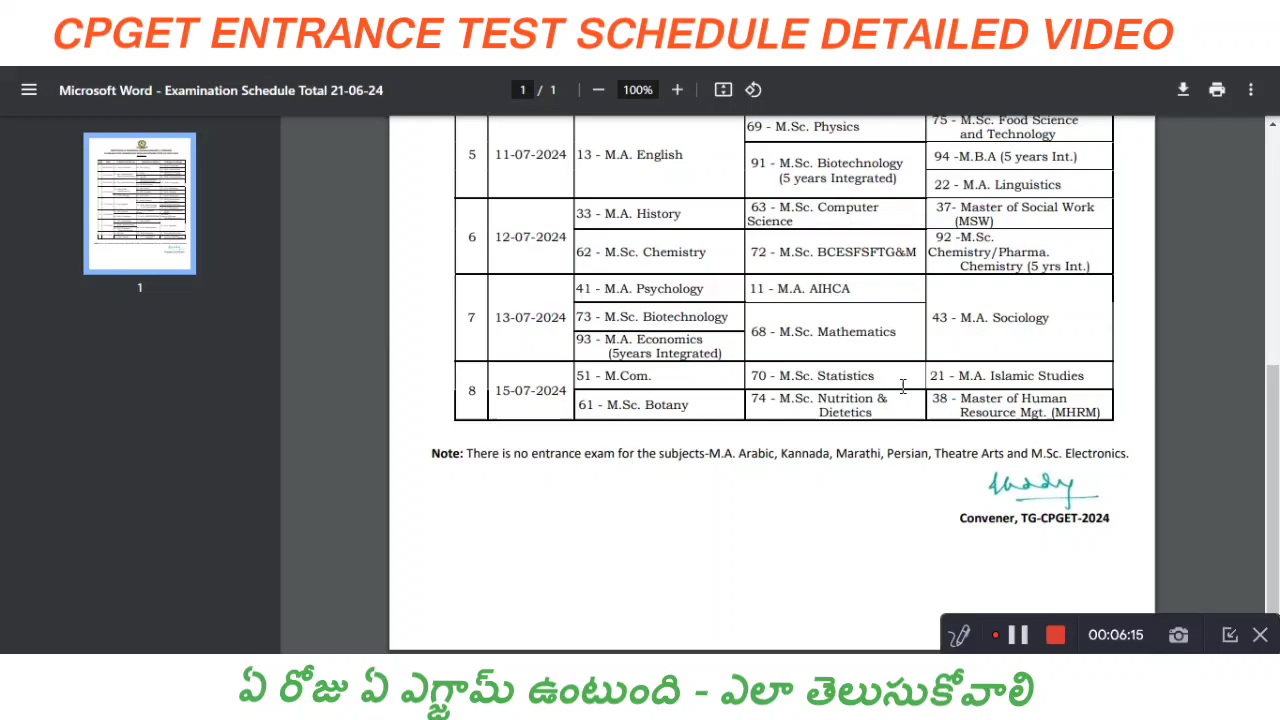 CPGET ENTRANCE TEST SCHEDULE DETAILED VIDEO
Microsoft Word - Examination Schedule Total 21-06-24
1 / 1
100%
1
69 - M.Sc. Physics
75 - M.Sc. Food Science
and Technology
5
11-07-2024
13 - M.A. English
91 - M.Sc. Biotechnology
(5 years Integrated)
94 -M.B.A (5 years Int.)
22 - M.A. Linguistics
6
12-07-2024
33 - M.A. History
63 - M.Sc. Computer
Science
37- Master of Social Work
(MSW)
62 - M.Sc. Chemistry
72 - M.Sc. BCESFSFTG&M
92 -M.Sc.
Chemistry/Pharma.
Chemistry (5 yrs Int.)
7
13-07-2024
41 - M.A. Psychology
11 - M.A. AIHCA
73 - M.Sc. Biotechnology
68 - M.Sc. Mathematics
43 - M.A. Sociology
93 - M.A. Economics
(5years Integrated)
8
15-07-2024
51 - M.Com.
70 - M.Sc. Statistics
21 - M.A. Islamic Studies
61 - M.Sc. Botany
74 - M.Sc. Nutrition &
Dietetics
38 - Master of Human
Resource Mgt. (MHRM)
Note: There is no entrance exam for the subjects-M.A. Arabic, Kannada, Marathi, Persian, Theatre Arts and M.Sc. Electronics.
Convener, TG-CPGET-2024
00:06:15
ఏ రోజు ఏ ఎగ్జామ్ ఉంటుంది - ఎలా తెలుసుకోవాలి